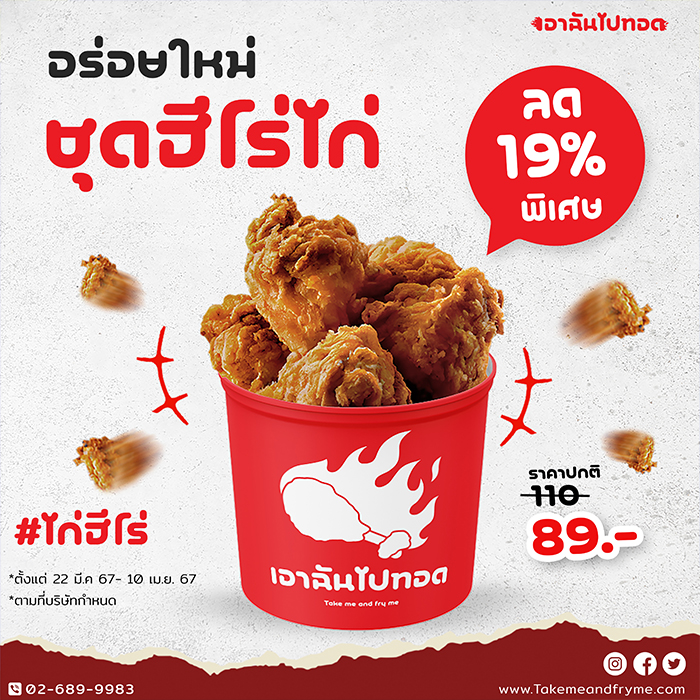 เอาฉันไปทอด
อร่อยใหม่
ชุดฮีโร่ไก่
ลด
19%
พิเศษ
ราคาปกติ
110
89.-
#ไก่ฮีโร่
*ตั้งแต่ 22 มี.ค 67- 10 เม.ย. 67
*ตามที่บริษัทกำหนด
เอาฉันไปทอด
Take me and fry me
02-689-9983
www.Takemeandfryme.com